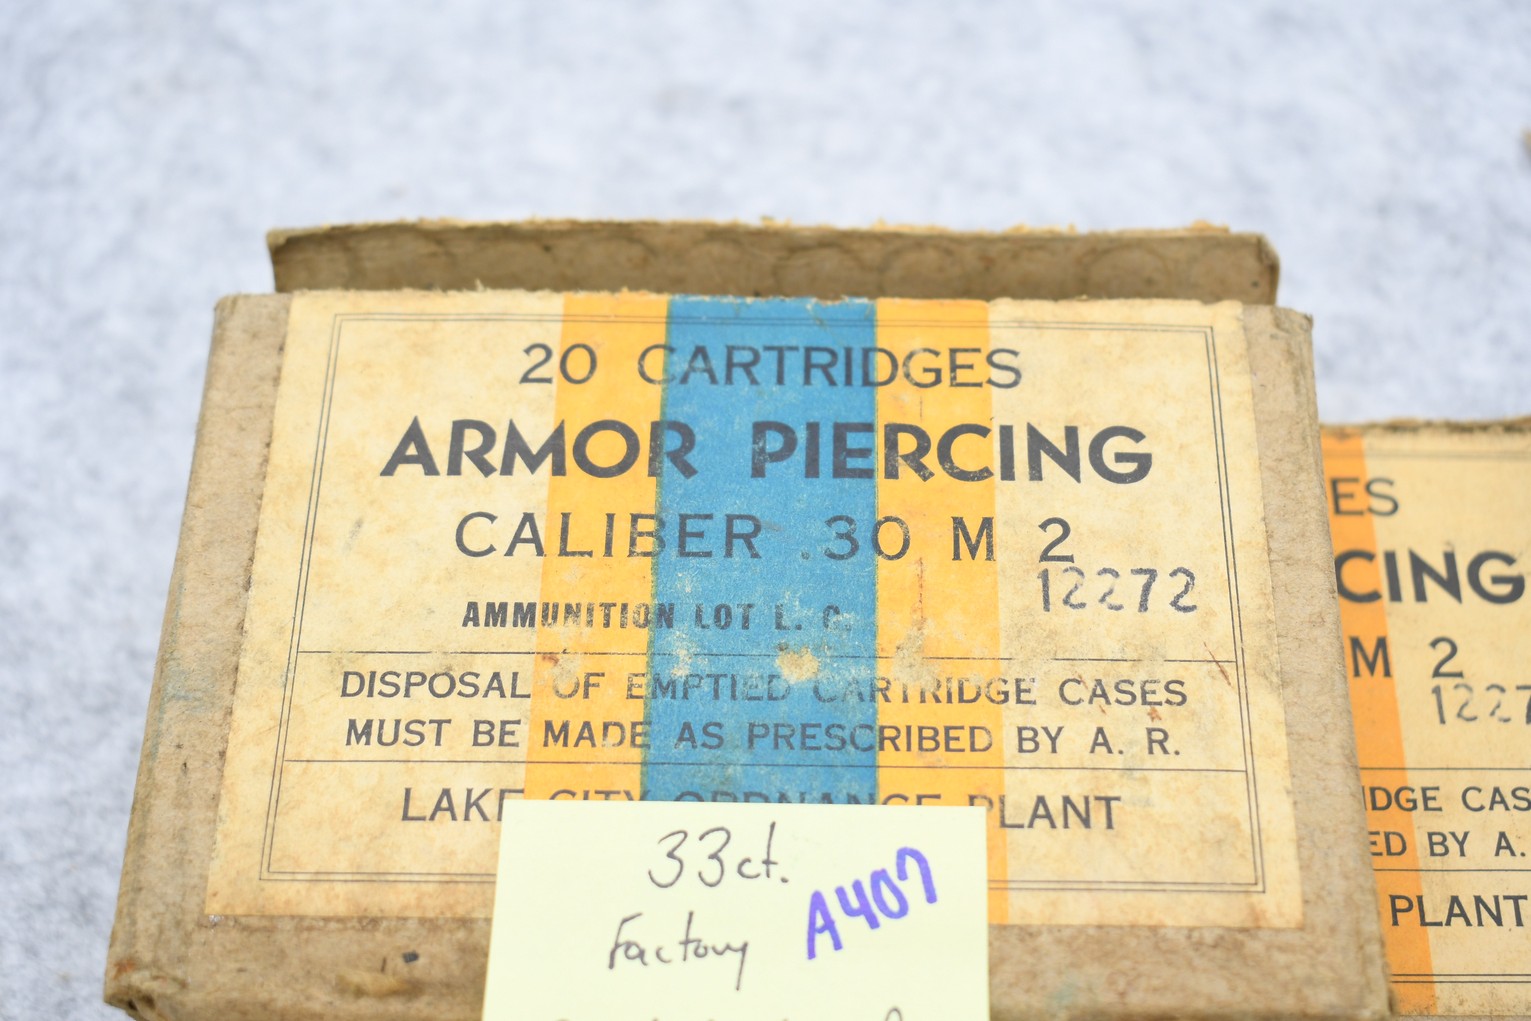 20 CARTRIDGES
ARMOR PIERCING
CALIBER .30 M 2
12272
AMMUNITION LOT L. C.
DISPOSAL OF EMPTIED CARTRIDGE CASES
MUST BE MADE AS PRESCRIBED BY A. R.
LAKE CITY ORDNANCE PLANT
33ct.
Factory
A407
ES
CING
M 2
1227
IDGE CAS
ED BY A.
PLANT